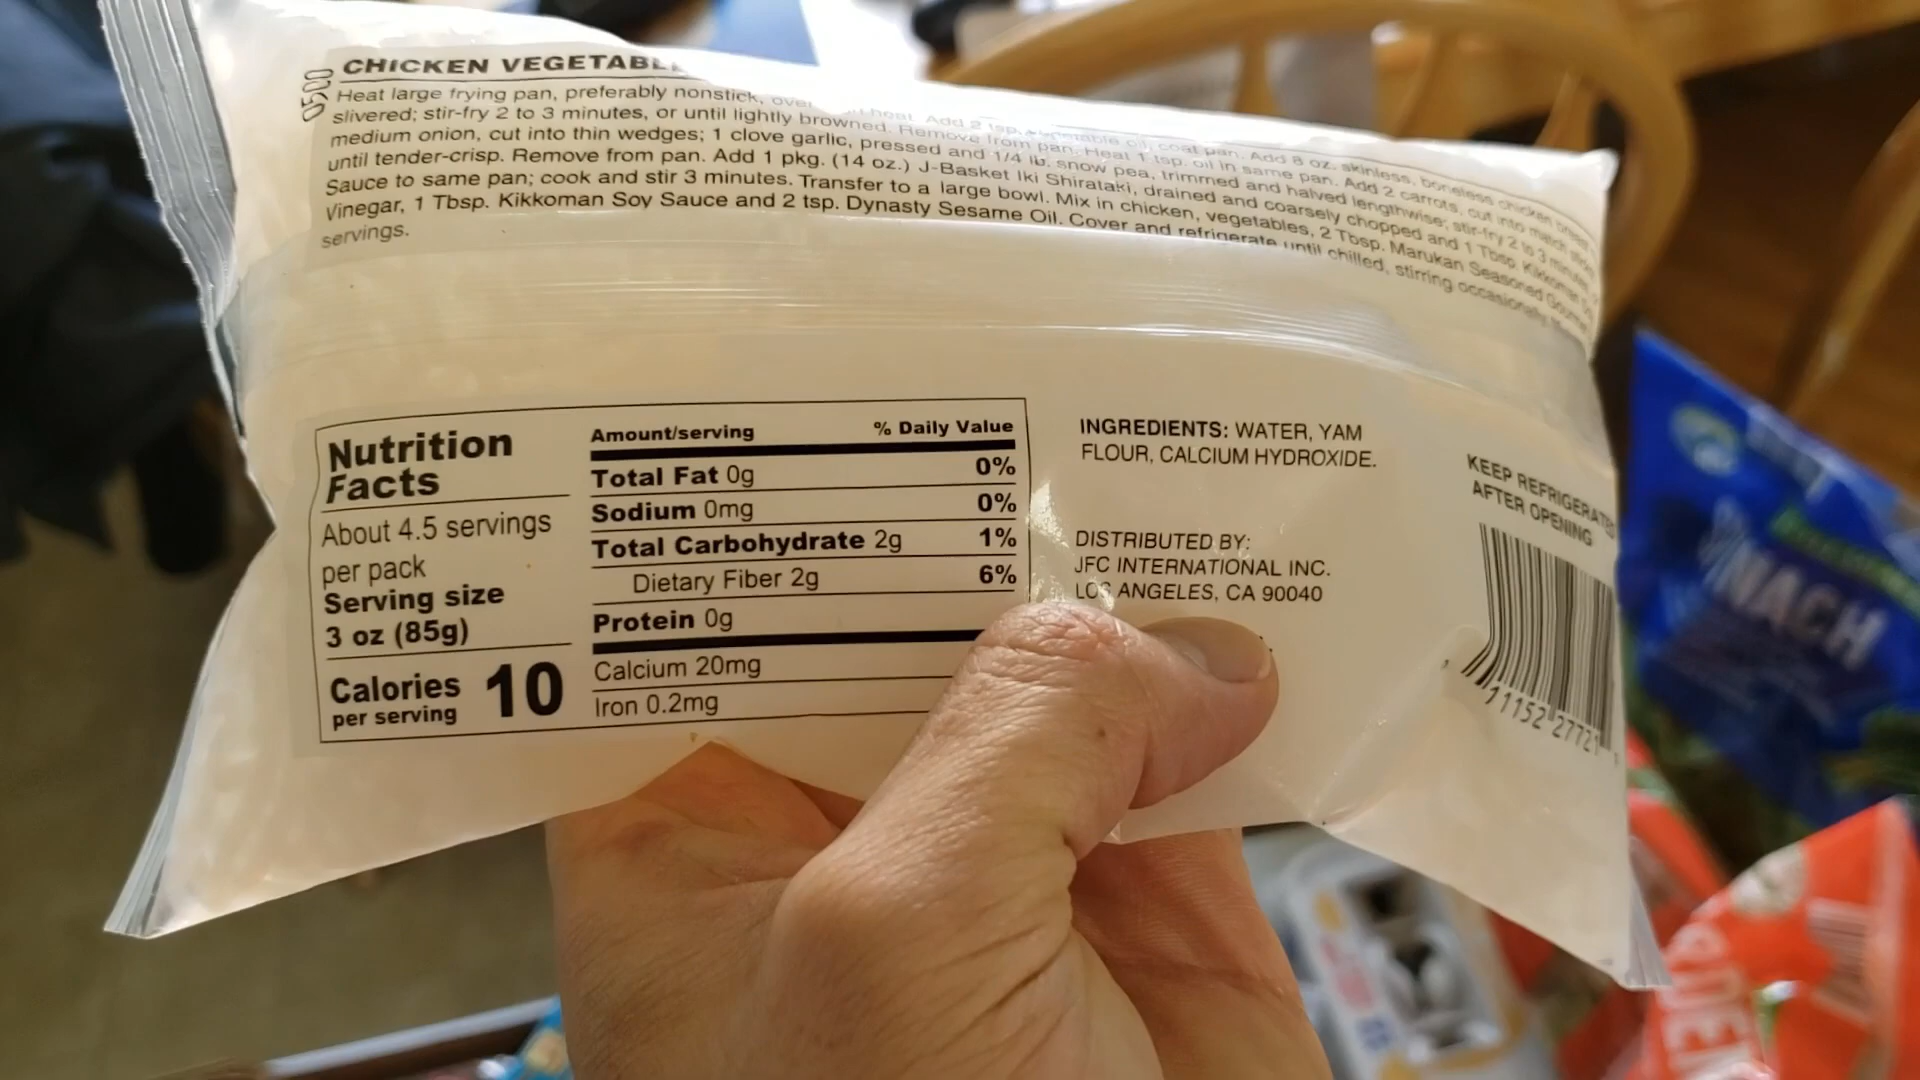 0500
CHICKEN VEGETABL
Heat large frying pan, preferably nonstick, over heat. Add 2 tsp. vegetable oil, coat pan. Add 8 oz. skinless, boneless chicken breast,
slivered; stir-fry 2 to 3 minutes, or until lightly browned. Remove from pan. Heat 1 tsp. oil in same pan. Add 2 carrots, cut into match sticks
medium onion, cut into thin wedges; 1 clove garlic, pressed and 1/4 lb. snow pea, trimmed and halved lengthwise; stir-fry 2 to 3 minutes,
until tender-crisp. Remove from pan. Add 1 pkg. (14 oz.) J-Basket Iki Shirataki, drained and coarsely chopped and 1 Tbsp. Kikkoman
Sauce to same pan; cook and stir 3 minutes. Transfer to a large bowl. Mix in chicken, vegetables, 2 Tbsp. Marukan Seasoned Gourmet
Vinegar, 1 Tbsp. Kikkoman Soy Sauce and 2 tsp. Dynasty Sesame Oil. Cover and refrigerate until chilled, stirring occasionally.
servings.
Nutrition
Facts
About 4.5 servings
per pack
Serving size
3 oz (85g)
Calories
per serving
10
Amount/serving % Daily Value
Total Fat 0g 0%
Sodium 0mg 0%
Total Carbohydrate 2g 1%
Dietary Fiber 2g 6%
Protein 0g
Calcium 20mg
Iron 0.2mg
INGREDIENTS: WATER, YAM
FLOUR, CALCIUM HYDROXIDE.
DISTRIBUTED BY:
JFC INTERNATIONAL INC.
LOS ANGELES, CA 90040
KEEP REFRIGERATED
AFTER OPENING
11152 27721
NACH